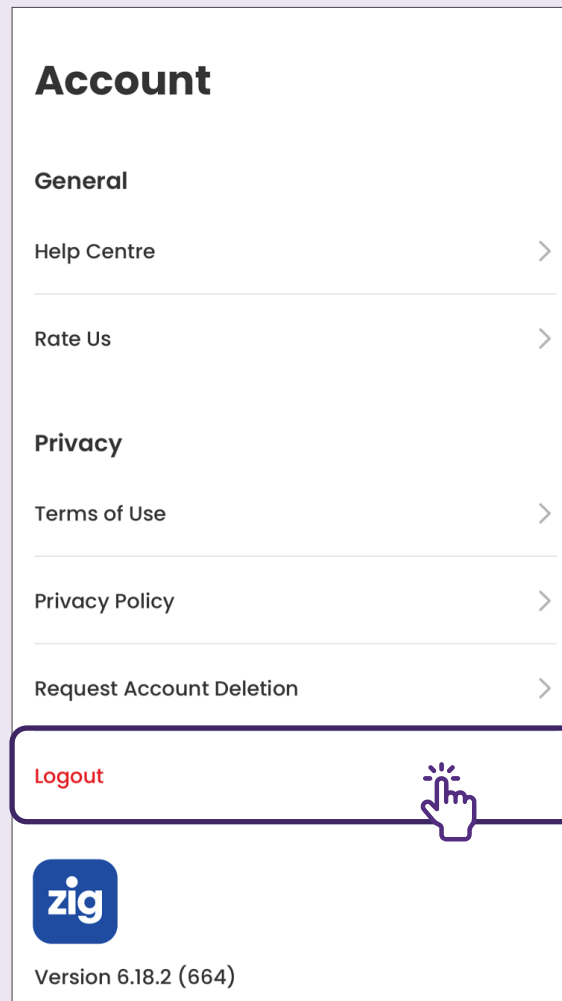 Account
General
Help Centre
Rate Us
Privacy
Terms of Use
Privacy Policy
Request Account Deletion
Logout
zig
Version 6.18.2 (664)